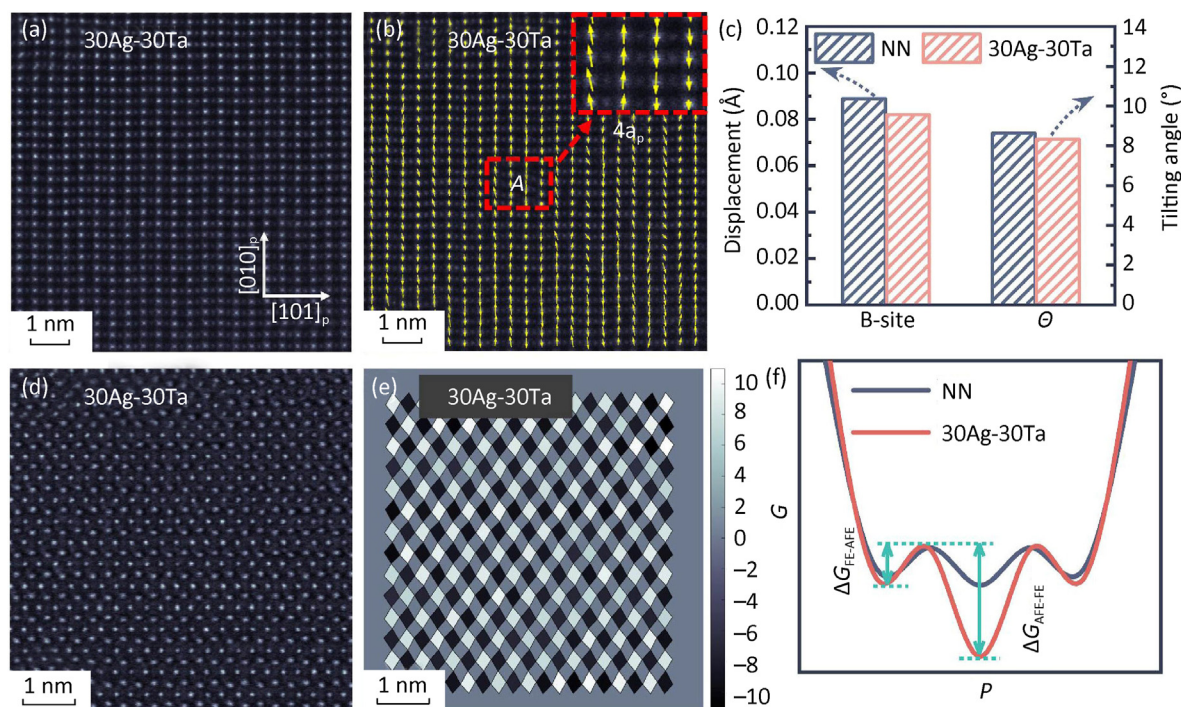 (a)
30Ag-30Ta
[010]p
[101]p
1 nm
(b)
30Ag-30Ta
4ap
A
1 nm
(c)
NN
30Ag-30Ta
Displacement (Å)
0.12
0.10
0.08
0.06
0.04
0.02
0.00
B-site
Θ
14
12
10
8
6
4
2
0
Tilting angle (°)
(d)
30Ag-30Ta
1 nm
(e)
30Ag-30Ta
1 nm
10
8
6
4
2
0
−2
−4
−6
−8
−10
(f)
NN
30Ag-30Ta
G
ΔGFE-AFE
ΔGAFE-FE
P